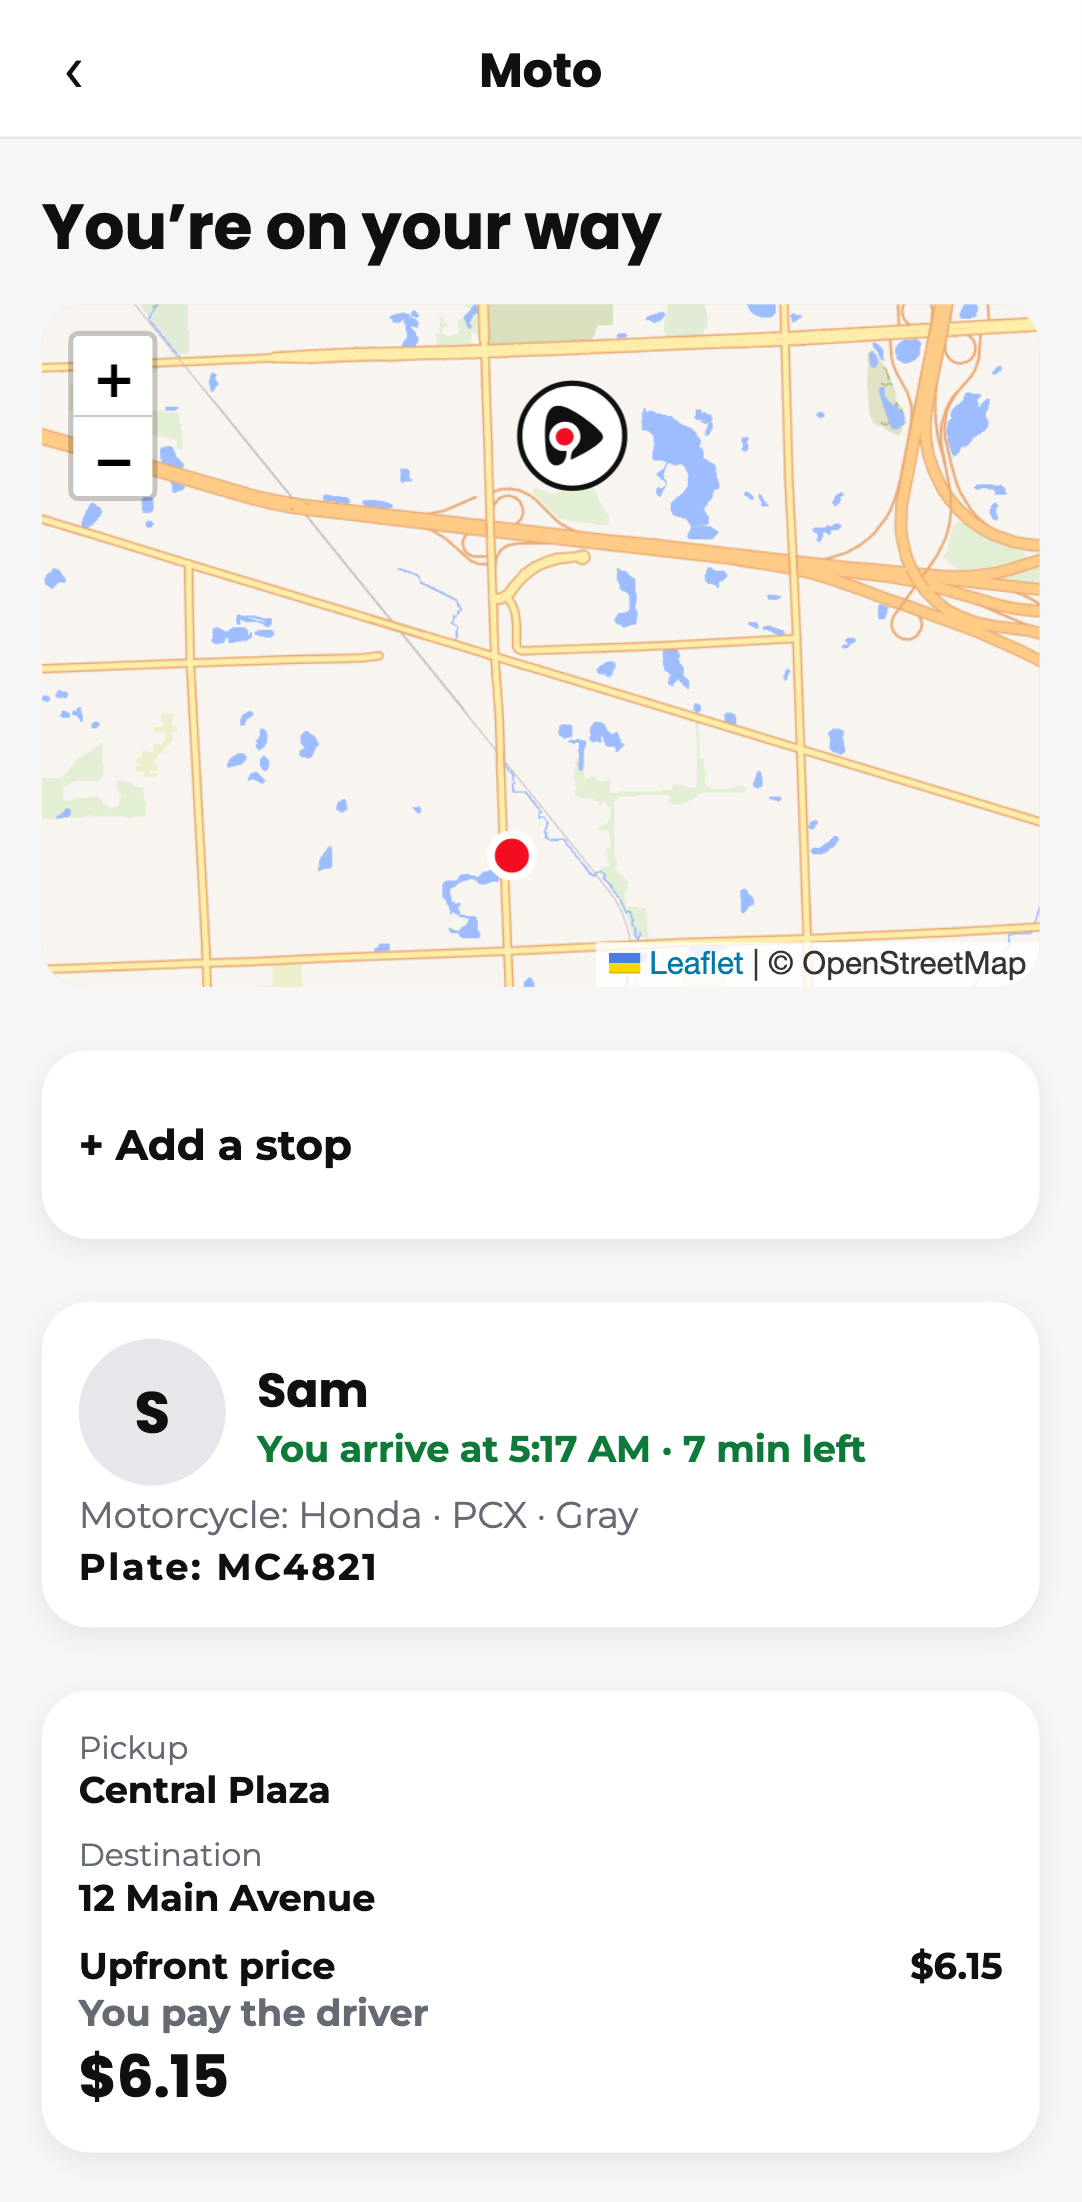 ‹
Moto
You’re on your way
+
−
Leaflet | © OpenStreetMap
+ Add a stop
S
Sam
You arrive at 5:17 AM · 7 min left
Motorcycle: Honda · PCX · Gray
Plate: MC4821
Pickup
Central Plaza
Destination
12 Main Avenue
Upfront price $6.15
You pay the driver
$6.15